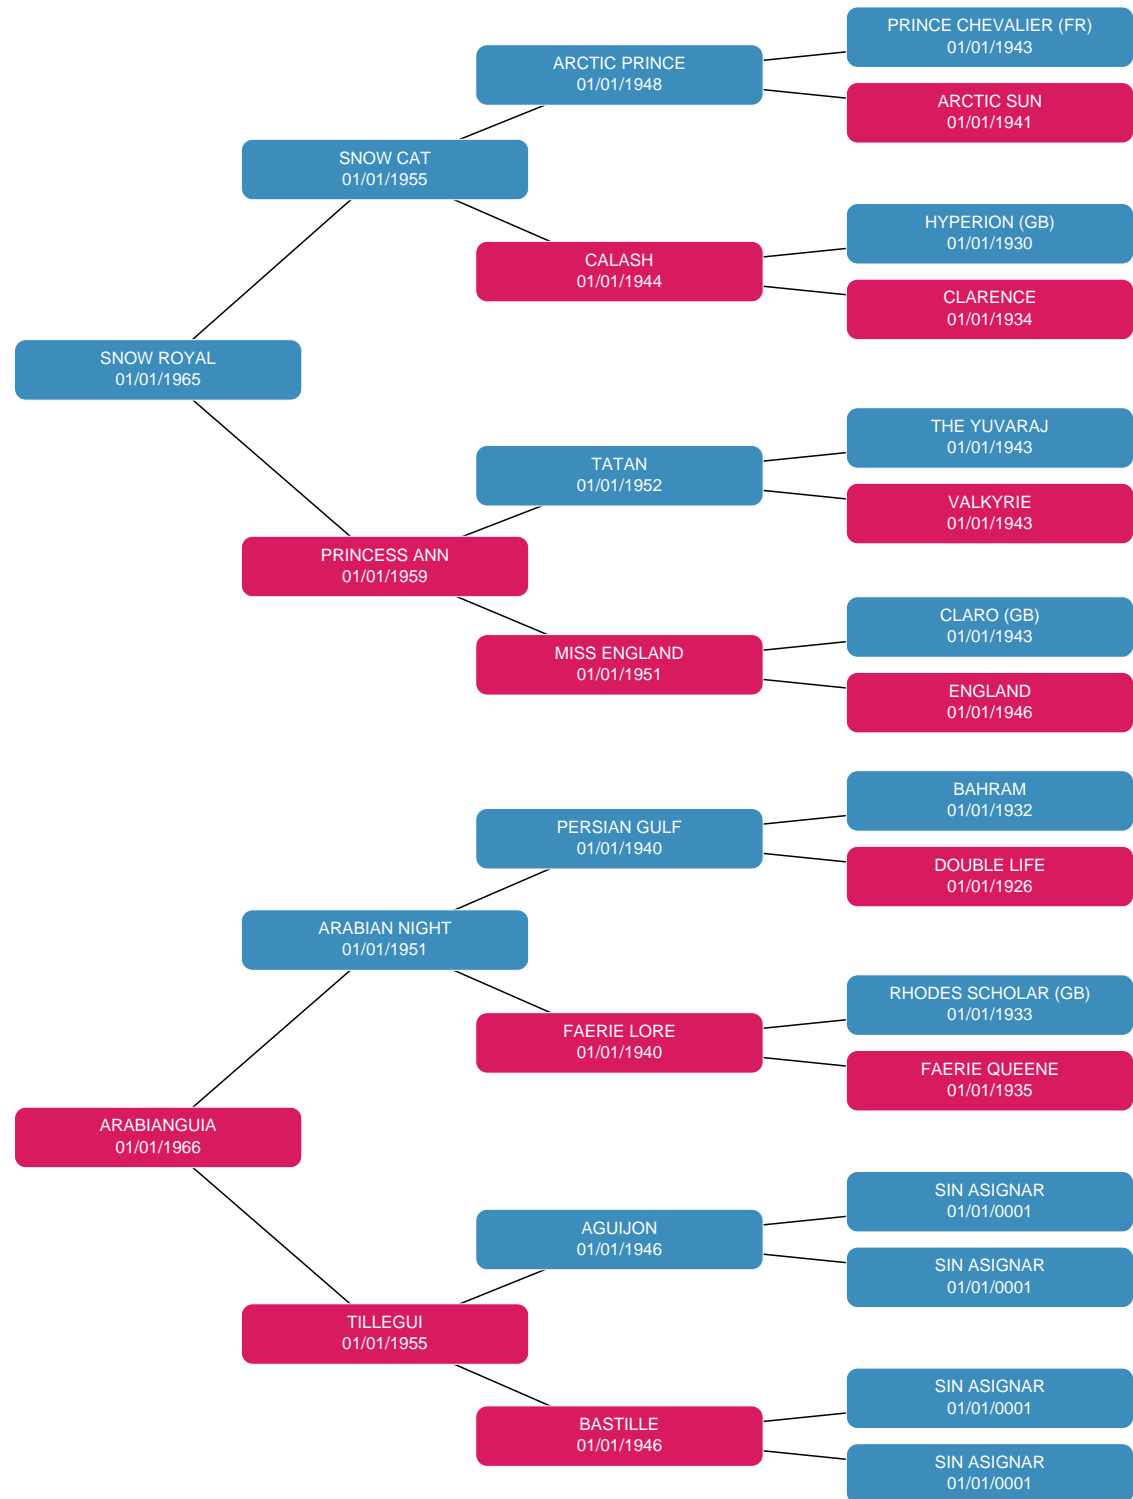 PRINCE CHEVALIER (FR)
01/01/1943
ARCTIC PRINCE
01/01/1948
ARCTIC SUN
01/01/1941
SNOW CAT
01/01/1955
HYPERION (GB)
01/01/1930
CALASH
01/01/1944
CLARENCE
01/01/1934
SNOW ROYAL
01/01/1965
THE YUVARAJ
01/01/1943
TATAN
01/01/1952
VALKYRIE
01/01/1943
PRINCESS ANN
01/01/1959
CLARO (GB)
01/01/1943
MISS ENGLAND
01/01/1951
ENGLAND
01/01/1946
BAHRAM
01/01/1932
PERSIAN GULF
01/01/1940
DOUBLE LIFE
01/01/1926
ARABIAN NIGHT
01/01/1951
RHODES SCHOLAR (GB)
01/01/1933
FAERIE LORE
01/01/1940
FAERIE QUEENE
01/01/1935
ARABIANGUIA
01/01/1966
SIN ASIGNAR
01/01/0001
AGUIJON
01/01/1946
SIN ASIGNAR
01/01/0001
TILLEGUI
01/01/1955
SIN ASIGNAR
01/01/0001
BASTILLE
01/01/1946
SIN ASIGNAR
01/01/0001